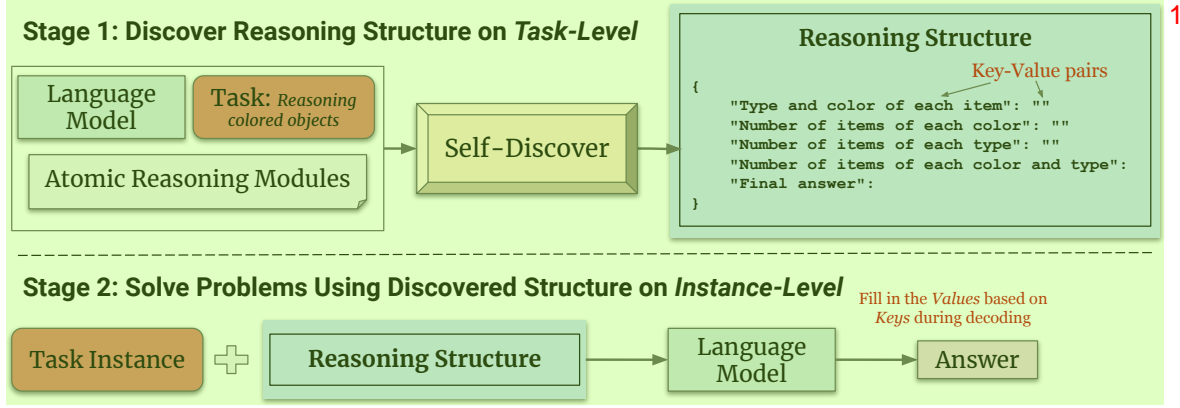 1
Stage 1: Discover Reasoning Structure on Task-Level
Language
Model
Task: Reasoning
colored objects
Atomic Reasoning Modules
Self-Discover
Reasoning Structure
Key-Value pairs
{
"Type and color of each item": ""
"Number of items of each color": ""
"Number of items of each type": ""
"Number of items of each color and type":
"Final answer":
}
Stage 2: Solve Problems Using Discovered Structure on Instance-Level
Fill in the Values based on
Keys during decoding
Task Instance
Reasoning Structure
Language
Model
Answer